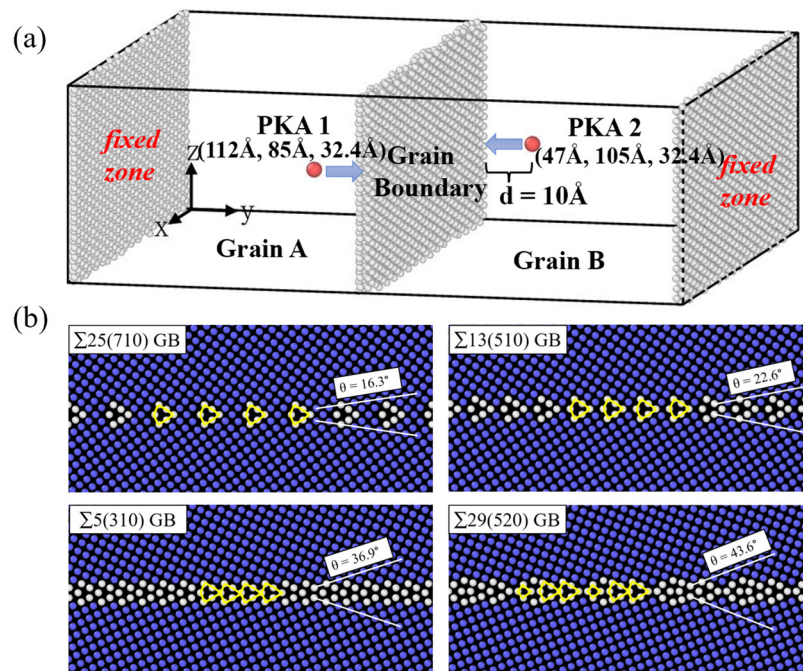 (a)
PKA 1
(112Å, 85Å, 32.4Å)
PKA 2
(47Å, 105Å, 32.4Å)
fixed
zone
Grain
Boundary
d = 10Å
fixed
zone
z
x
y
Grain A
Grain B
(b)
∑25(710) GB
θ = 16.3°
∑13(510) GB
θ = 22.6°
∑5(310) GB
θ = 36.9°
∑29(520) GB
θ = 43.6°